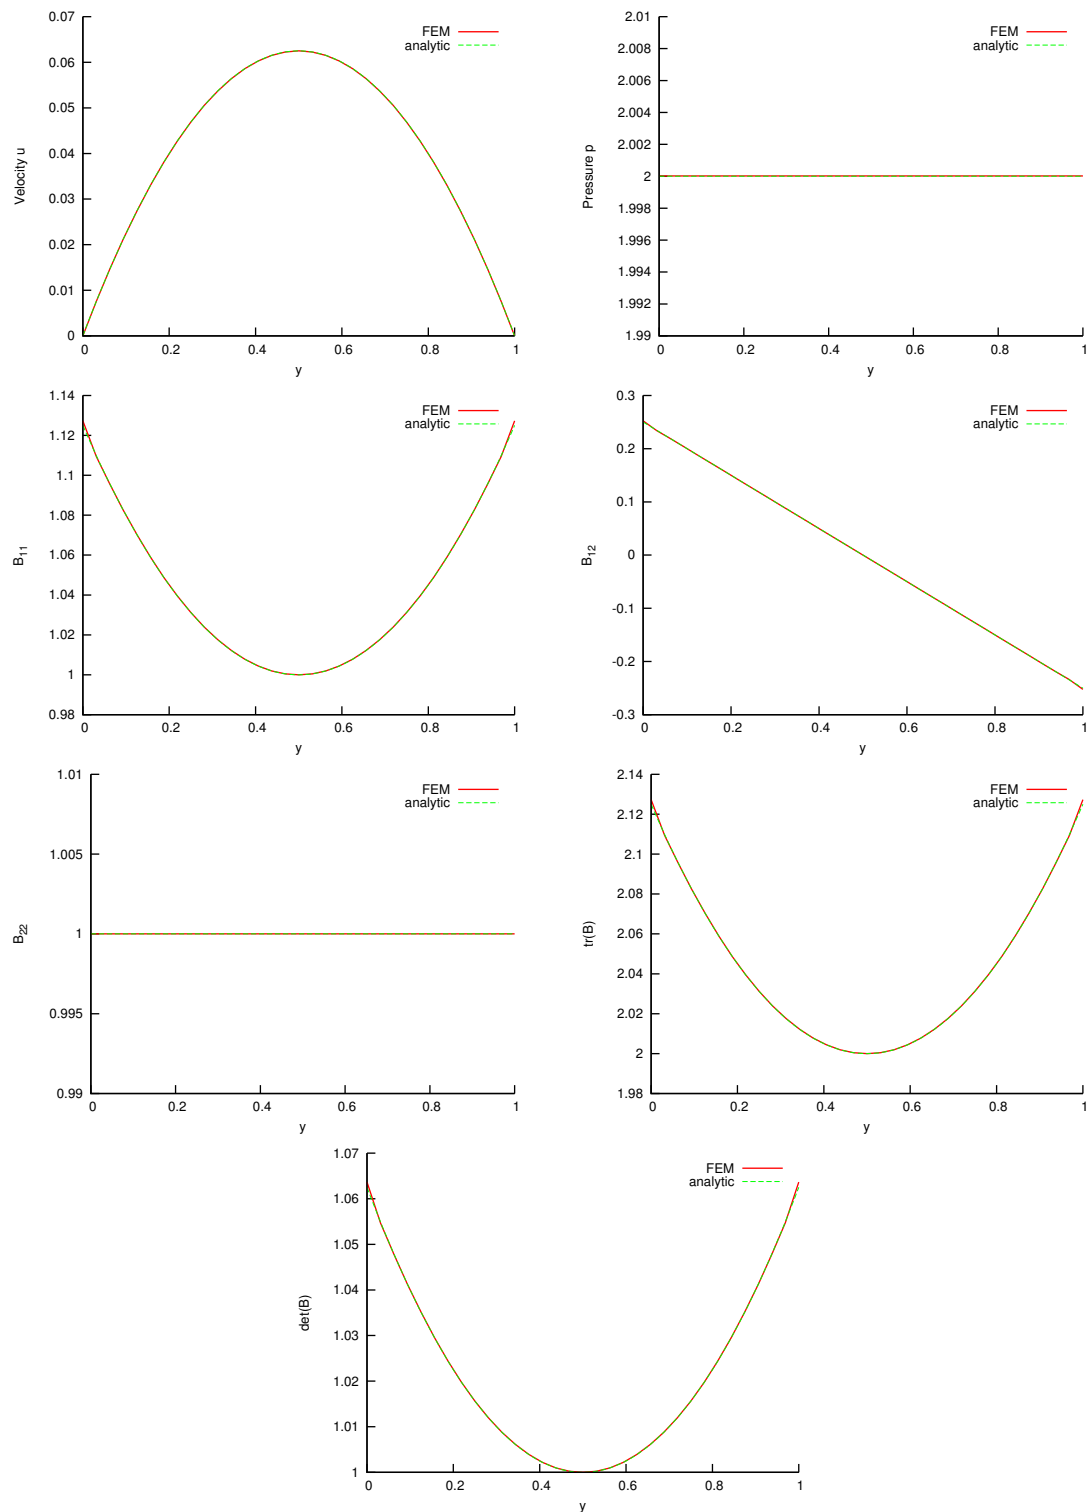 0.07
0.06
0.05
0.04
0.03
0.02
0.01
0
0 0.2 0.4 0.6 0.8 1
Velocity u
y
FEM
analytic
2.01
2.008
2.006
2.004
2.002
2
1.998
1.996
1.994
1.992
1.99
0 0.2 0.4 0.6 0.8 1
Pressure p
y
FEM
analytic
1.14
1.12
1.1
1.08
1.06
1.04
1.02
1
0.98
0 0.2 0.4 0.6 0.8 1
B11
y
FEM
analytic
0.3
0.2
0.1
0
-0.1
-0.2
-0.3
0 0.2 0.4 0.6 0.8 1
B12
y
FEM
analytic
1.01
1.005
1
0.995
0.99
0 0.2 0.4 0.6 0.8 1
B22
y
FEM
analytic
2.14
2.12
2.1
2.08
2.06
2.04
2.02
2
1.98
0 0.2 0.4 0.6 0.8 1
tr(B)
y
FEM
analytic
1.07
1.06
1.05
1.04
1.03
1.02
1.01
1
0 0.2 0.4 0.6 0.8 1
det(B)
y
FEM
analytic